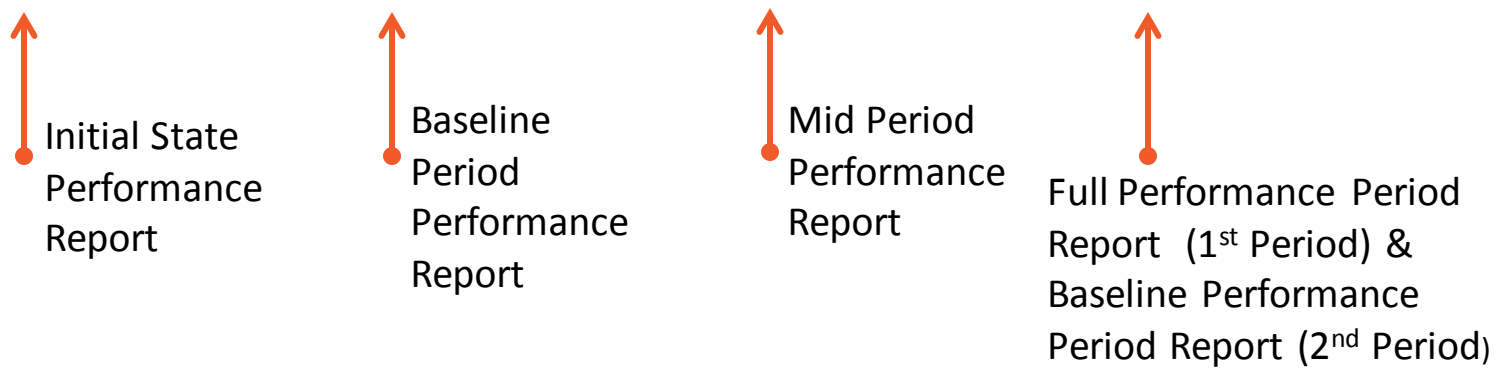 Initial State
Performance
Report
Baseline
Period
Performance
Report
Mid Period
Performance
Report
Full Performance Period
Report (1st Period) &
Baseline Performance
Period Report (2nd Period)